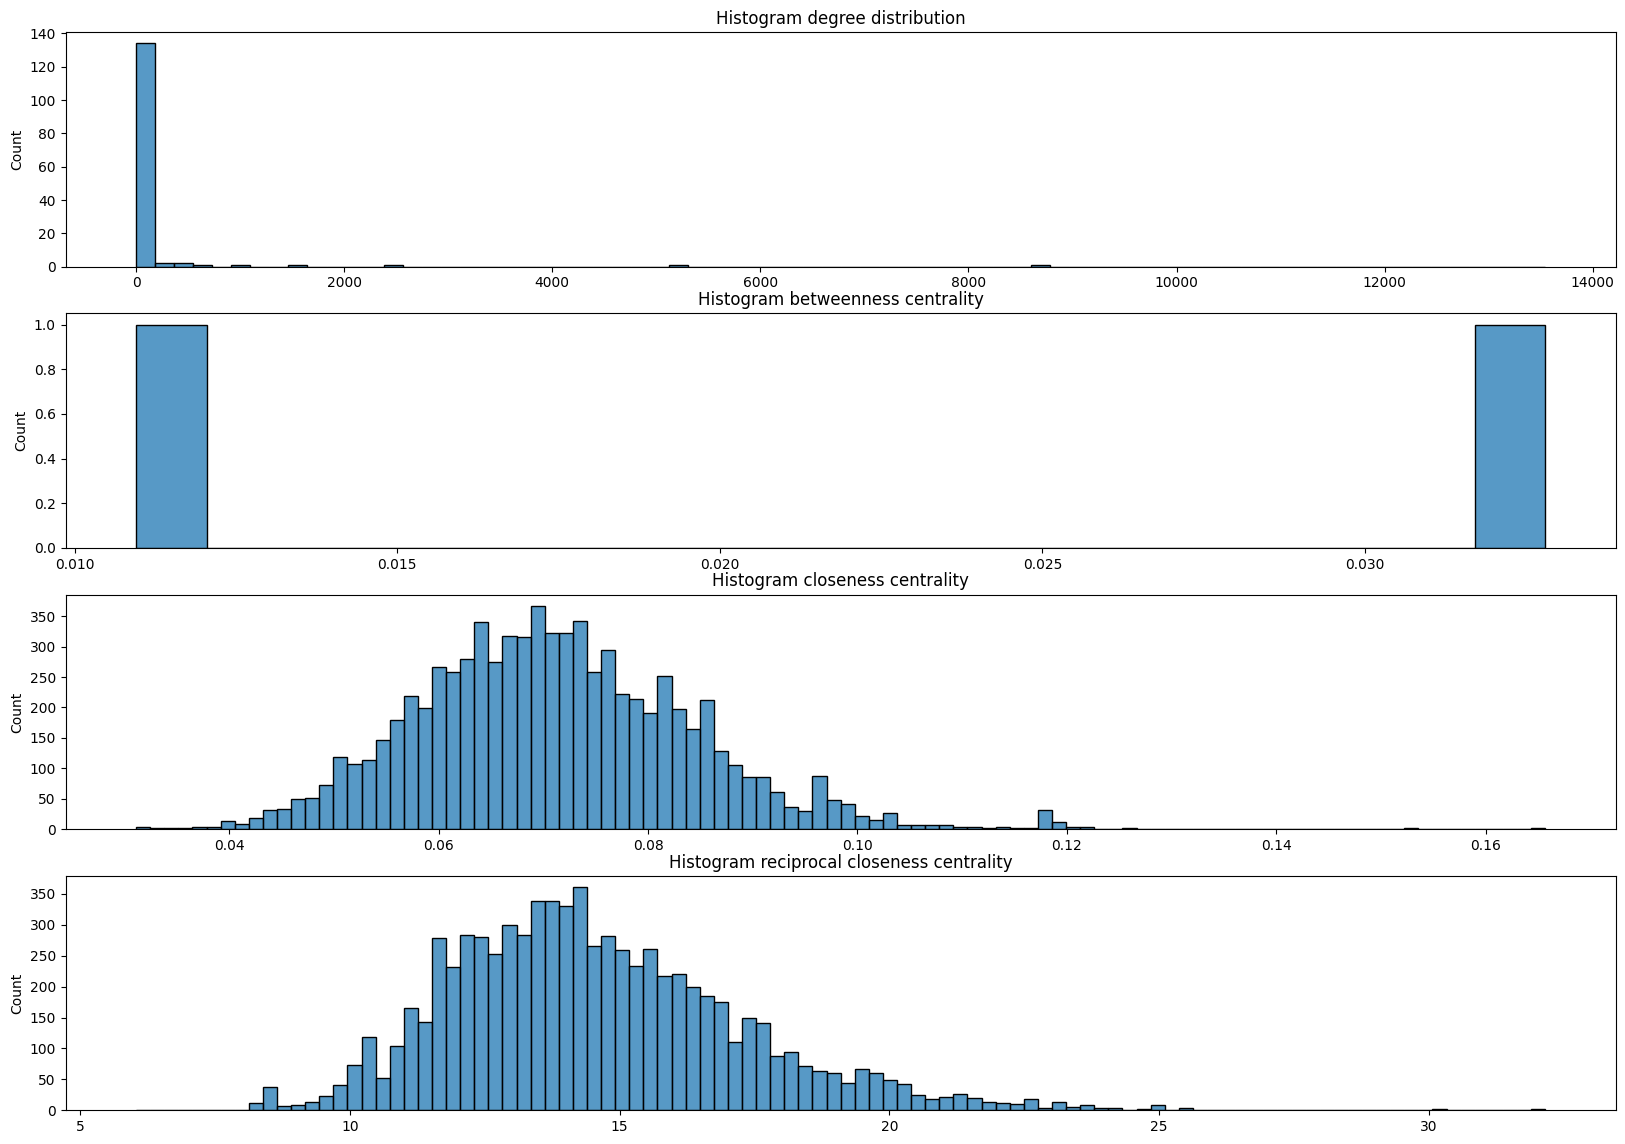 Histogram degree distribution
Count
140
120
100
80
60
40
20
0
0 2000 4000 6000 8000 10000 12000 14000
Histogram betweenness centrality
Count
1.0
0.8
0.6
0.4
0.2
0.0
0.010 0.015 0.020 0.025 0.030
Histogram closeness centrality
Count
350
300
250
200
150
100
50
0
0.04 0.06 0.08 0.10 0.12 0.14 0.16
Histogram reciprocal closeness centrality
Count
350
300
250
200
150
100
50
0
5 10 15 20 25 30